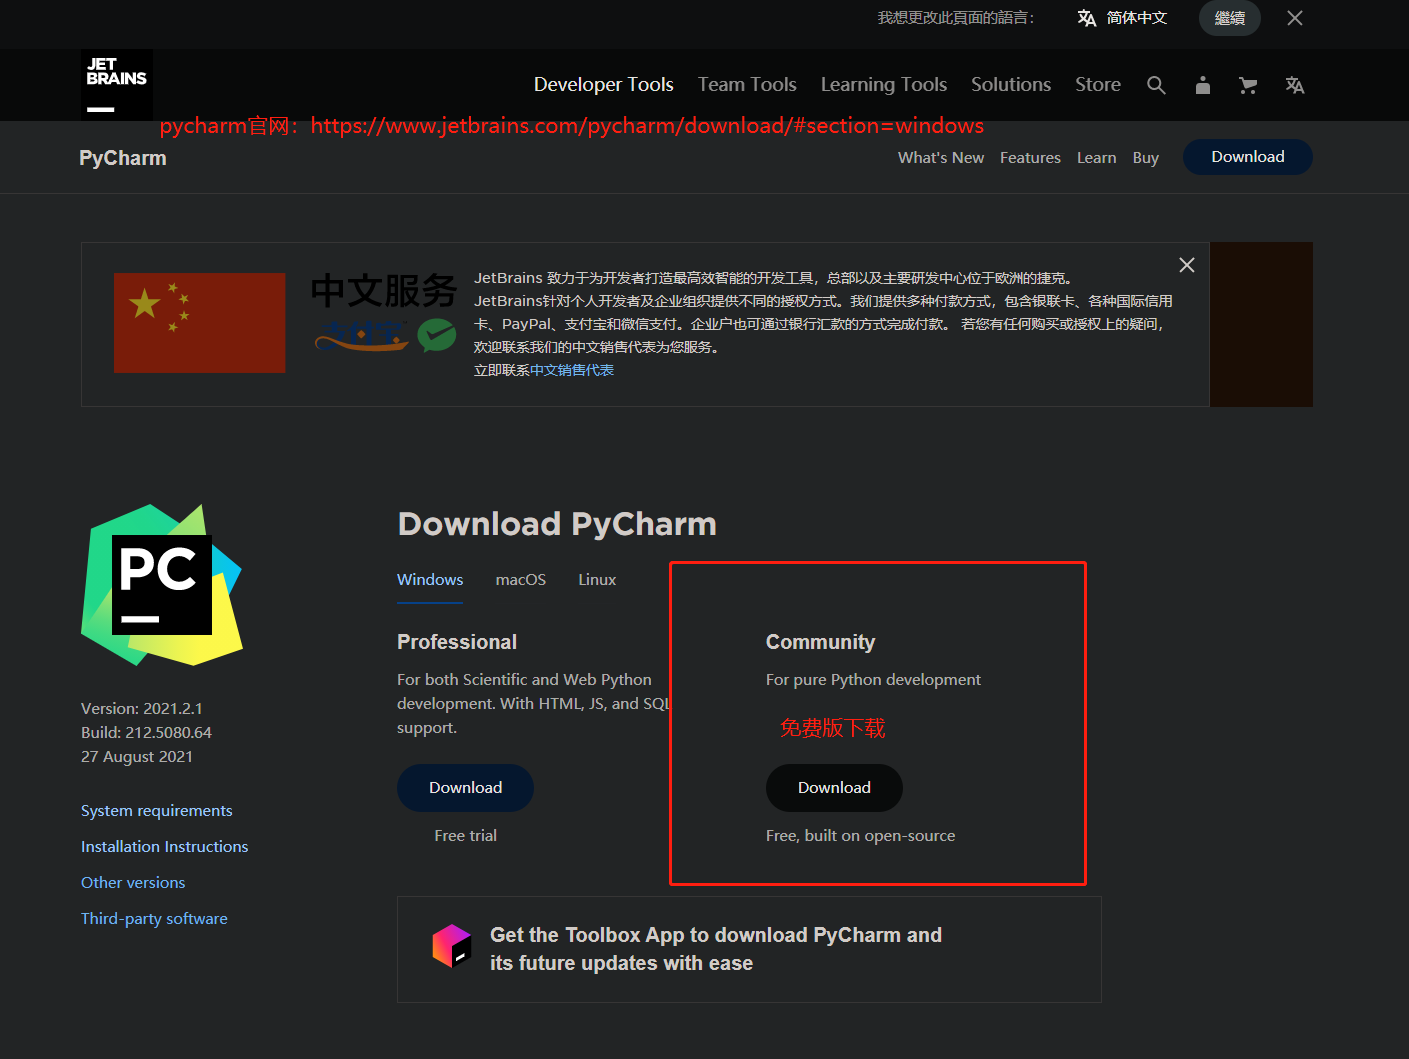 我想更改此頁面的語言：
简体中文
繼續
JET
BRAINS
Developer Tools
Team Tools
Learning Tools
Solutions
Store
pycharm官网：https://www.jetbrains.com/pycharm/download/#section=windows
PyCharm
What's New
Features
Learn
Buy
Download
中文服务
JetBrains 致力于为开发者打造最高效智能的开发工具，总部以及主要研发中心位于欧洲的捷克。
JetBrains针对个人开发者及企业组织提供不同的授权方式。我们提供多种付款方式，包含银联卡、各种国际信用
卡、PayPal、支付宝和微信支付。企业户也可通过银行汇款的方式完成付款。 若您有任何购买或授权上的疑问，
欢迎联系我们的中文销售代表为您服务。
立即联系中文销售代表
PC
Version: 2021.2.1
Build: 212.5080.64
27 August 2021
System requirements
Installation Instructions
Other versions
Third-party software
Download PyCharm
Windows
macOS
Linux
Professional
For both Scientific and Web Python
development. With HTML, JS, and SQL
support.
Download
Free trial
Community
For pure Python development
免费版下载
Download
Free, built on open-source
Get the Toolbox App to download PyCharm and
its future updates with ease